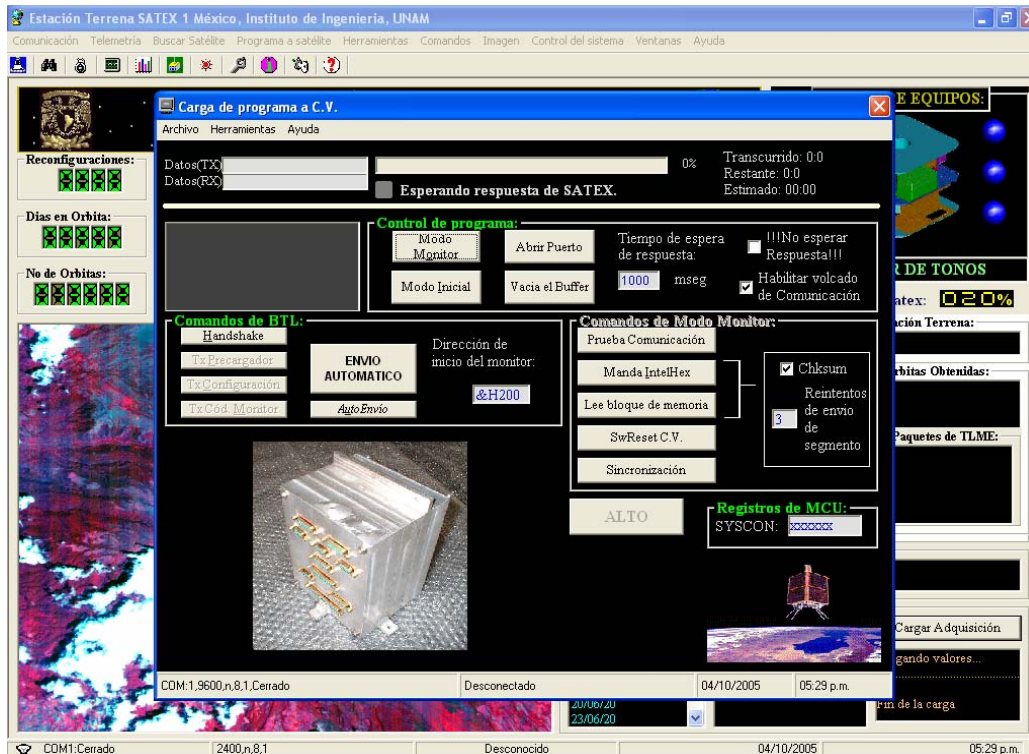 Estación Terrena SATEX 1 México, Instituto de Ingenieria, UNAM
Comunicación Telemetría Buscar Satélite Programa a satélite Herramientas Comandos Imagen Control del sistema Ventanas Ayuda
Carga de programa a C.V.
E EQUIPOS:
Archivo Herramientas Ayuda
Reconfiguraciones:
Datos(TX)
Datos(RX)
0%
Esperando respuesta de SATEX.
Transcurrido: 0:0
Restante: 0:0
Estimado: 00:00
Dias en Orbita:
No de Orbitas:
Control de programa:
Modo Monitor
Abrir Puerto
Tiempo de espera de respuesta:
!!!No esperar Respuesta!!!
Modo Inicial
Vacia el Buffer
1000 mseg
Habilitar volcado de Comunicación
R DE TONOS
atex: 020%
ación Terrena:
rbitas Obtenidas:
Paquetes de TLME:
Comandos de BTL:
Handshake
Tx Precargador
Tx Configuración
Tx Cód. Monitor
ENVIO AUTOMATICO
AutoEnvío
Dirección de inicio del monitor:
&H200
Comandos de Modo Monitor:
Prueba Comunicación
Manda IntelHex
Lee bloque de memoria
SwReset C.V.
Sincronización
Chksum
3
Reintentos de envio de segmento
ALTO
Registros de MCU:
SYSCON: xxxxxx
Cargar Adquisición
gando valores...
Fin de la carga
COM:1,9600,n,8,1,Cerrado Desconectado 04/10/2005 05:29 p.m.
20/06/20
23/06/20
COM1:Cerrado 2400,n,8,1 Desconocido 04/10/2005 05:29 p.m.